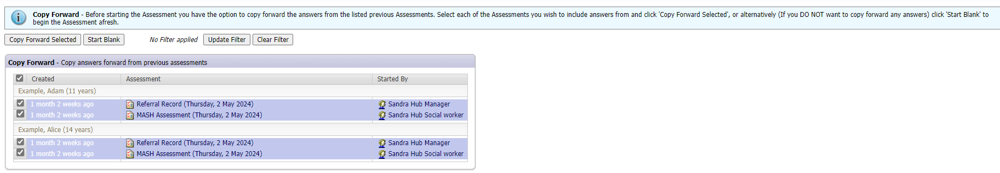 Copy Forward - Before starting the Assessment you have the option to copy forward the answers from the listed previous Assessments. Select each of the Assessments you wish to include answers from and click 'Copy Forward Selected', or alternatively (If you DO NOT want to copy forward any answers) click 'Start Blank' to
begin the Assessment afresh.
Copy Forward Selected Start Blank No Filter applied Update Filter Clear Filter
Copy Forward - Copy answers forward from previous assessments
Created Assessment Started By
Example, Adam (11 years)
1 month 2 weeks ago Referral Record (Thursday, 2 May 2024) Sandra Hub Manager
1 month 2 weeks ago MASH Assessment (Thursday, 2 May 2024) Sandra Hub Social worker
Example, Alice (14 years)
1 month 2 weeks ago Referral Record (Thursday, 2 May 2024) Sandra Hub Manager
1 month 2 weeks ago MASH Assessment (Thursday, 2 May 2024) Sandra Hub Social worker